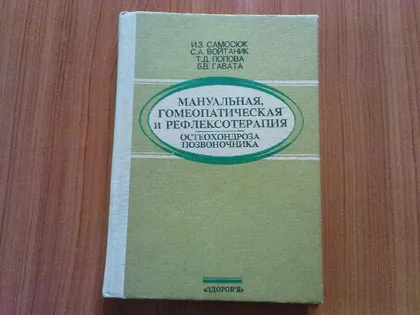 И.З. САМОСЮК
С.А. ВОЙТАНИК
Т.Д. ПОПОВА
Б.В. ГАВАТА
МАНУАЛЬНАЯ,
ГОМЕОПАТИЧЕСКАЯ
И РЕФЛЕКСОТЕРАПИЯ
ОСТЕОХОНДРОЗА
ПОЗВОНОЧНИКА
«ЗДОРОВ'Я»